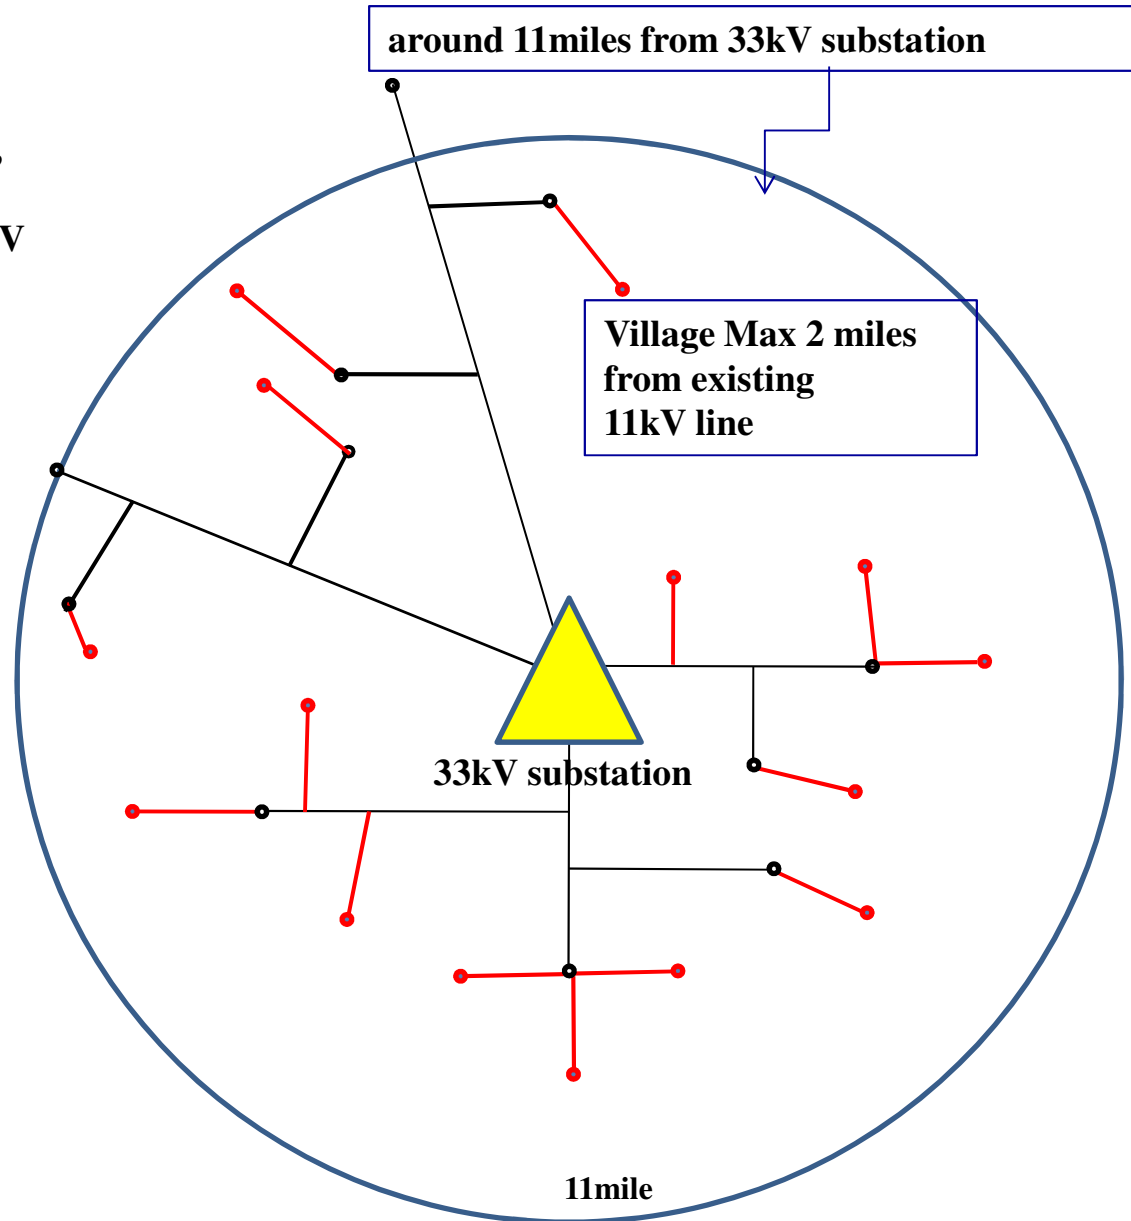 around 11miles from 33kV substation
V
Village Max 2 miles
from existing
11kV line
33kV substation
11mile